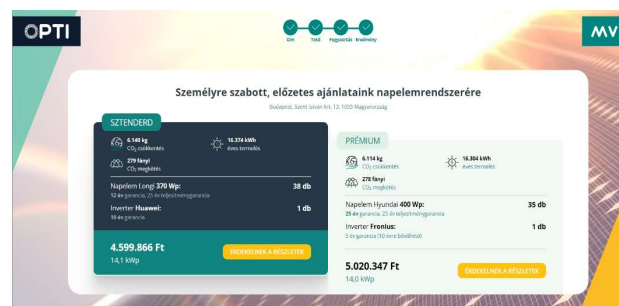 OPTI
MV
Cím Tető Fogyasztás Eredmény
Személyre szabott, előzetes ajánlataink napelemrendszerére
Budapest, Szent István krt. 13, 1055 Magyarország
SZTENDERD
6.140 kg
CO₂ csökkentés
16.374 kWh
éves termelés
279 fányi
CO₂ megkötés
Napelem Longi 370 Wp: 38 db
12 év garancia, 25 év teljesítménygarancia
Inverter Huawei: 1 db
10 év garancia
4.599.866 Ft
14,1 kWp
ÉRDEKELNEK A RÉSZLETEK
PRÉMIUM
6.114 kg
CO₂ csökkentés
16.304 kWh
éves termelés
278 fányi
CO₂ megkötés
Napelem Hyundai 400 Wp: 35 db
25 év garancia, 25 év teljesítménygarancia
Inverter Fronius: 1 db
5 év garancia (10 évre bővíthető)
5.020.347 Ft
14,0 kWp
ÉRDEKELNEK A RÉSZLETEK